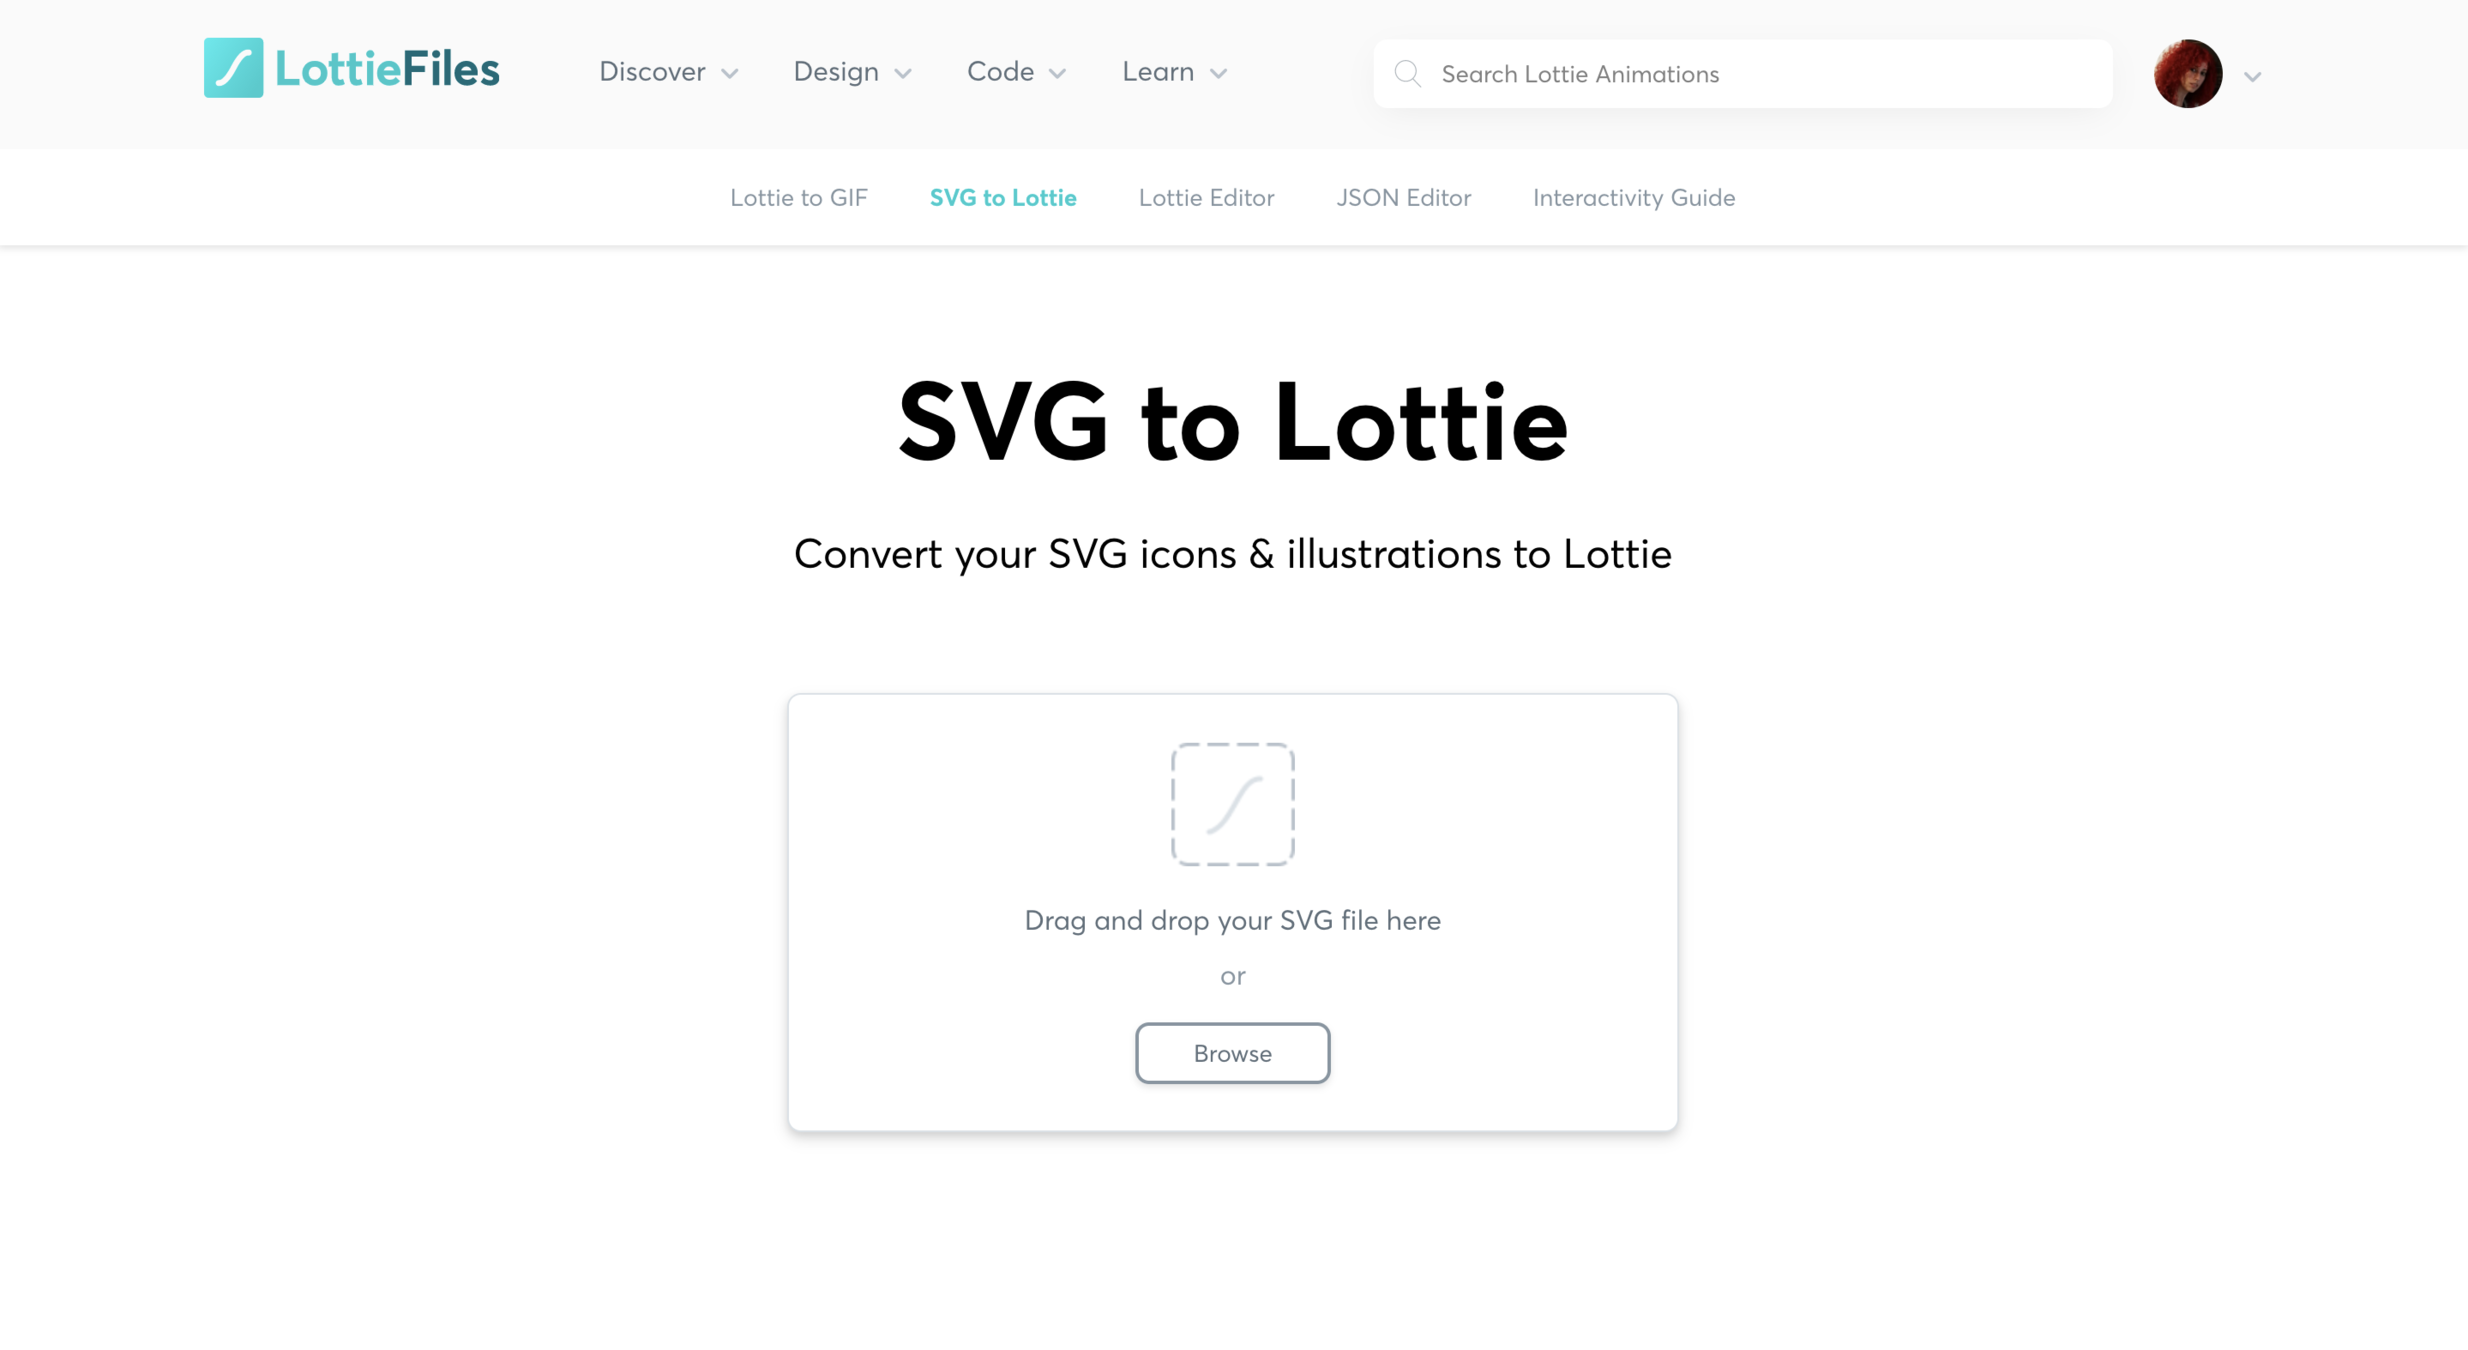 LottieFiles
Discover
Design
Code
Learn
Search Lottie Animations
Lottie to GIF
SVG to Lottie
Lottie Editor
JSON Editor
Interactivity Guide
SVG to Lottie
Convert your SVG icons & illustrations to Lottie
Drag and drop your SVG file here
or
Browse